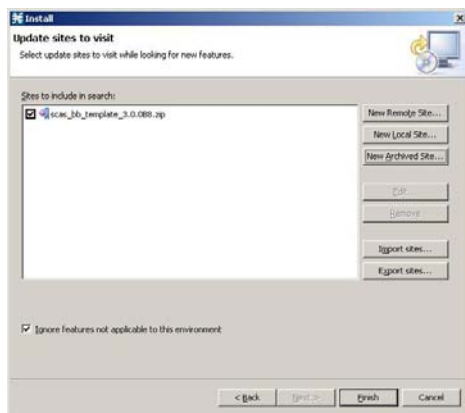 Install
Update sites to visit
Select update sites to visit while looking for new features.
Sites to include in search:
scas_bb_template_3.0.0B8.zip
New Remote Site...
New Local Site...
New Archived Site...
Edit...
Remove
Import sites...
Export sites...
Ignore features not applicable to this environment
< Back
Next >
Finish
Cancel